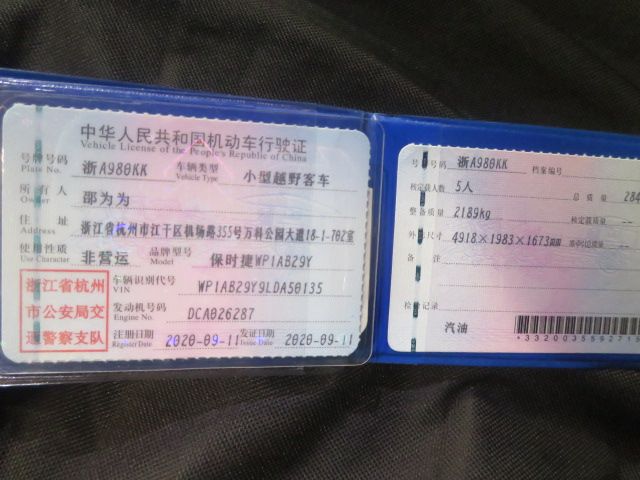 中华人民共和国机动车行驶证
Vehicle License of the People's Republic of China
号牌号码 浙A980KK 车辆类型 小型越野客车
Plate No. Vehicle Type
所有人 邵为为
Owner
住址 浙江省杭州市江干区机场路355号万科公园大道18-1-702室
Address
使用性质 非营运 品牌型号 保时捷WP1AB29Y
Use Character Model
浙江省杭州
市公安局交
通警察支队
车辆识别代号 WP1AB29Y9LDA50135
VIN
发动机号码 DCA026287
Engine No.
注册日期 2020-09-11 发证日期 2020-09-11
Register Date Issue Date
号牌号码 浙A980KK 档案编号
核定载人数 5人 总质量 284
整备质量 2189kg 核定载质量 --
外廓尺寸 4918×1983×1673mm --
备注
检验记录
汽油
*3320035592715